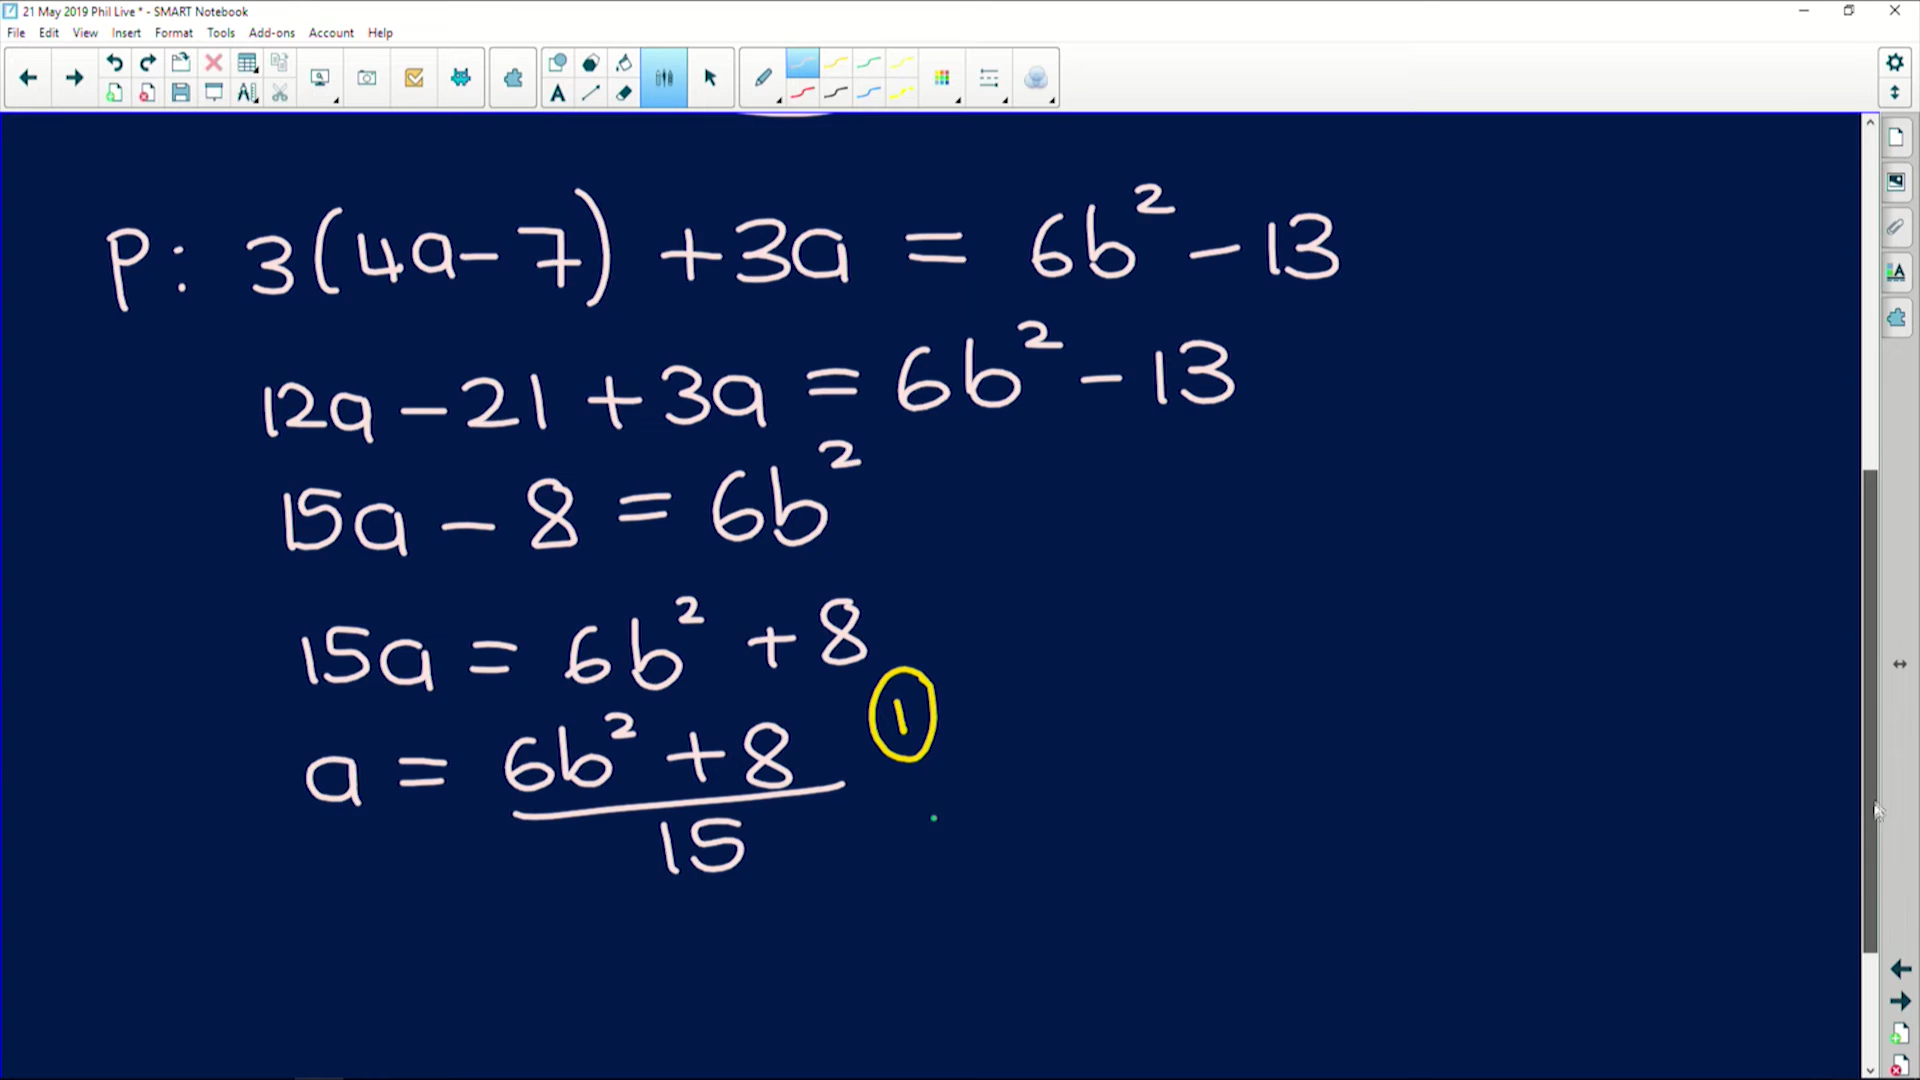 21 May 2019 Phil Live * - SMART Notebook
File Edit View Insert Format Tools Add-ons Account Help
P: 3(4a-7) + 3a = 6b² - 13
12a - 21 + 3a = 6b² - 13
15a - 8 = 6b²
15a = 6b² + 8
①
a = 6b² + 8
15